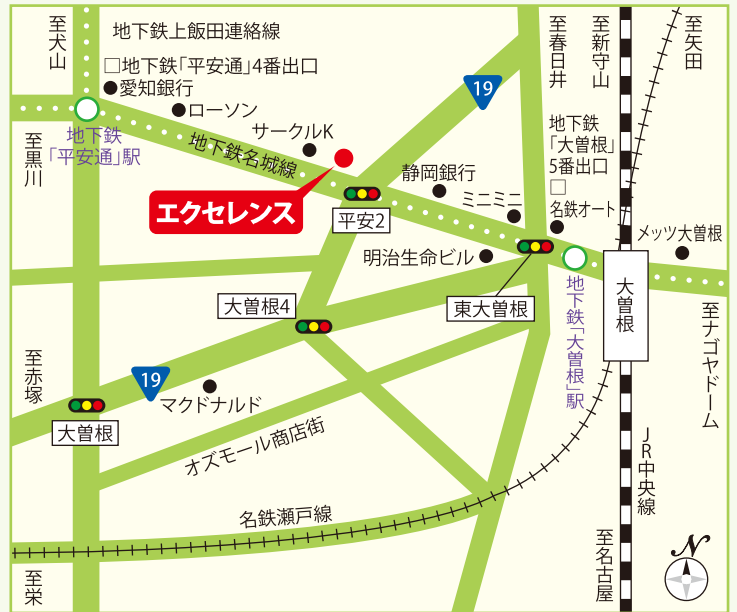 至犬山
地下鉄上飯田連絡線
□地下鉄「平安通」4番出口
愛知銀行
ローソン
地下鉄
「平安通」駅
至黒川
地下鉄名城線
サークルK
エクセレンス
19
至春日井
至新守山
至矢田
地下鉄
「大曽根」
5番出口
□
名鉄オート
静岡銀行
ミニミニ
平安2
明治生命ビル
メッツ大曽根
大曽根
東大曽根
地下鉄「大曽根」駅
至ナゴヤドーム
大曽根4
至赤塚
19
マクドナルド
大曽根
オズモール商店街
名鉄瀬戸線
JR中央線
至名古屋
至栄
N